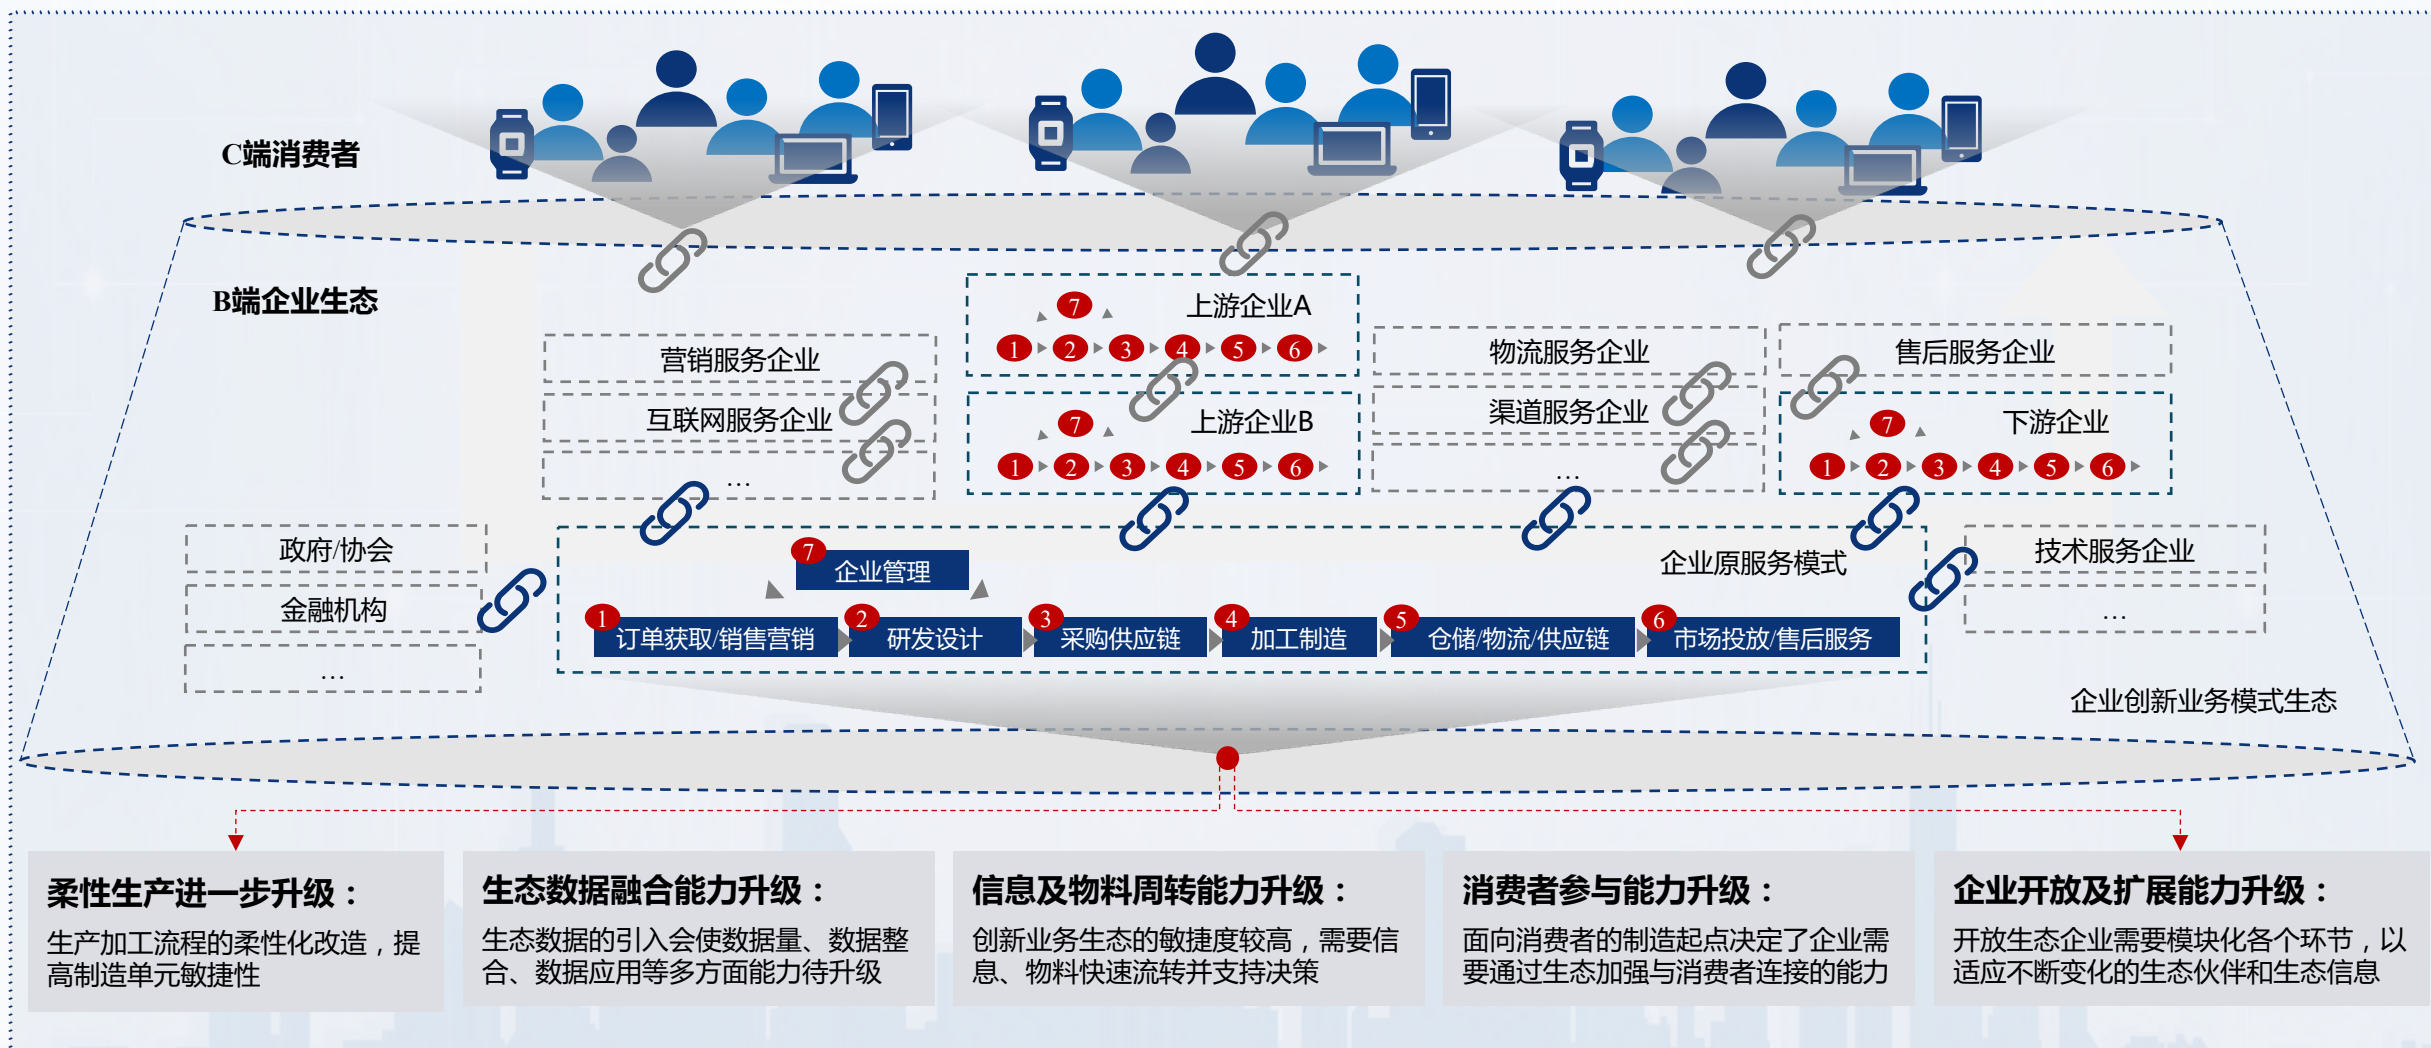 C端消费者
B端企业生态
7
上游企业A
1 2 3 4 5 6
营销服务企业
互联网服务企业
…
7
上游企业B
1 2 3 4 5 6
物流服务企业
渠道服务企业
…
售后服务企业
7
下游企业
1 2 3 4 5 6
政府/协会
金融机构
…
7
企业管理
企业原服务模式
1 订单获取/销售营销
2 研发设计
3 采购供应链
4 加工制造
5 仓储/物流/供应链
6 市场投放/售后服务
技术服务企业
…
企业创新业务模式生态
柔性生产进一步升级：
生产加工流程的柔性化改造，提
高制造单元敏捷性
生态数据融合能力升级：
生态数据的引入会使数据量、数据整
合、数据应用等多方面能力待升级
信息及物料周转能力升级：
创新业务生态的敏捷度较高，需要信
息、物料快速流转并支持决策
消费者参与能力升级：
面向消费者的制造起点决定了企业需
要通过生态加强与消费者连接的能力
企业开放及扩展能力升级：
开放生态企业需要模块化各个环节，以
适应不断变化的生态伙伴和生态信息